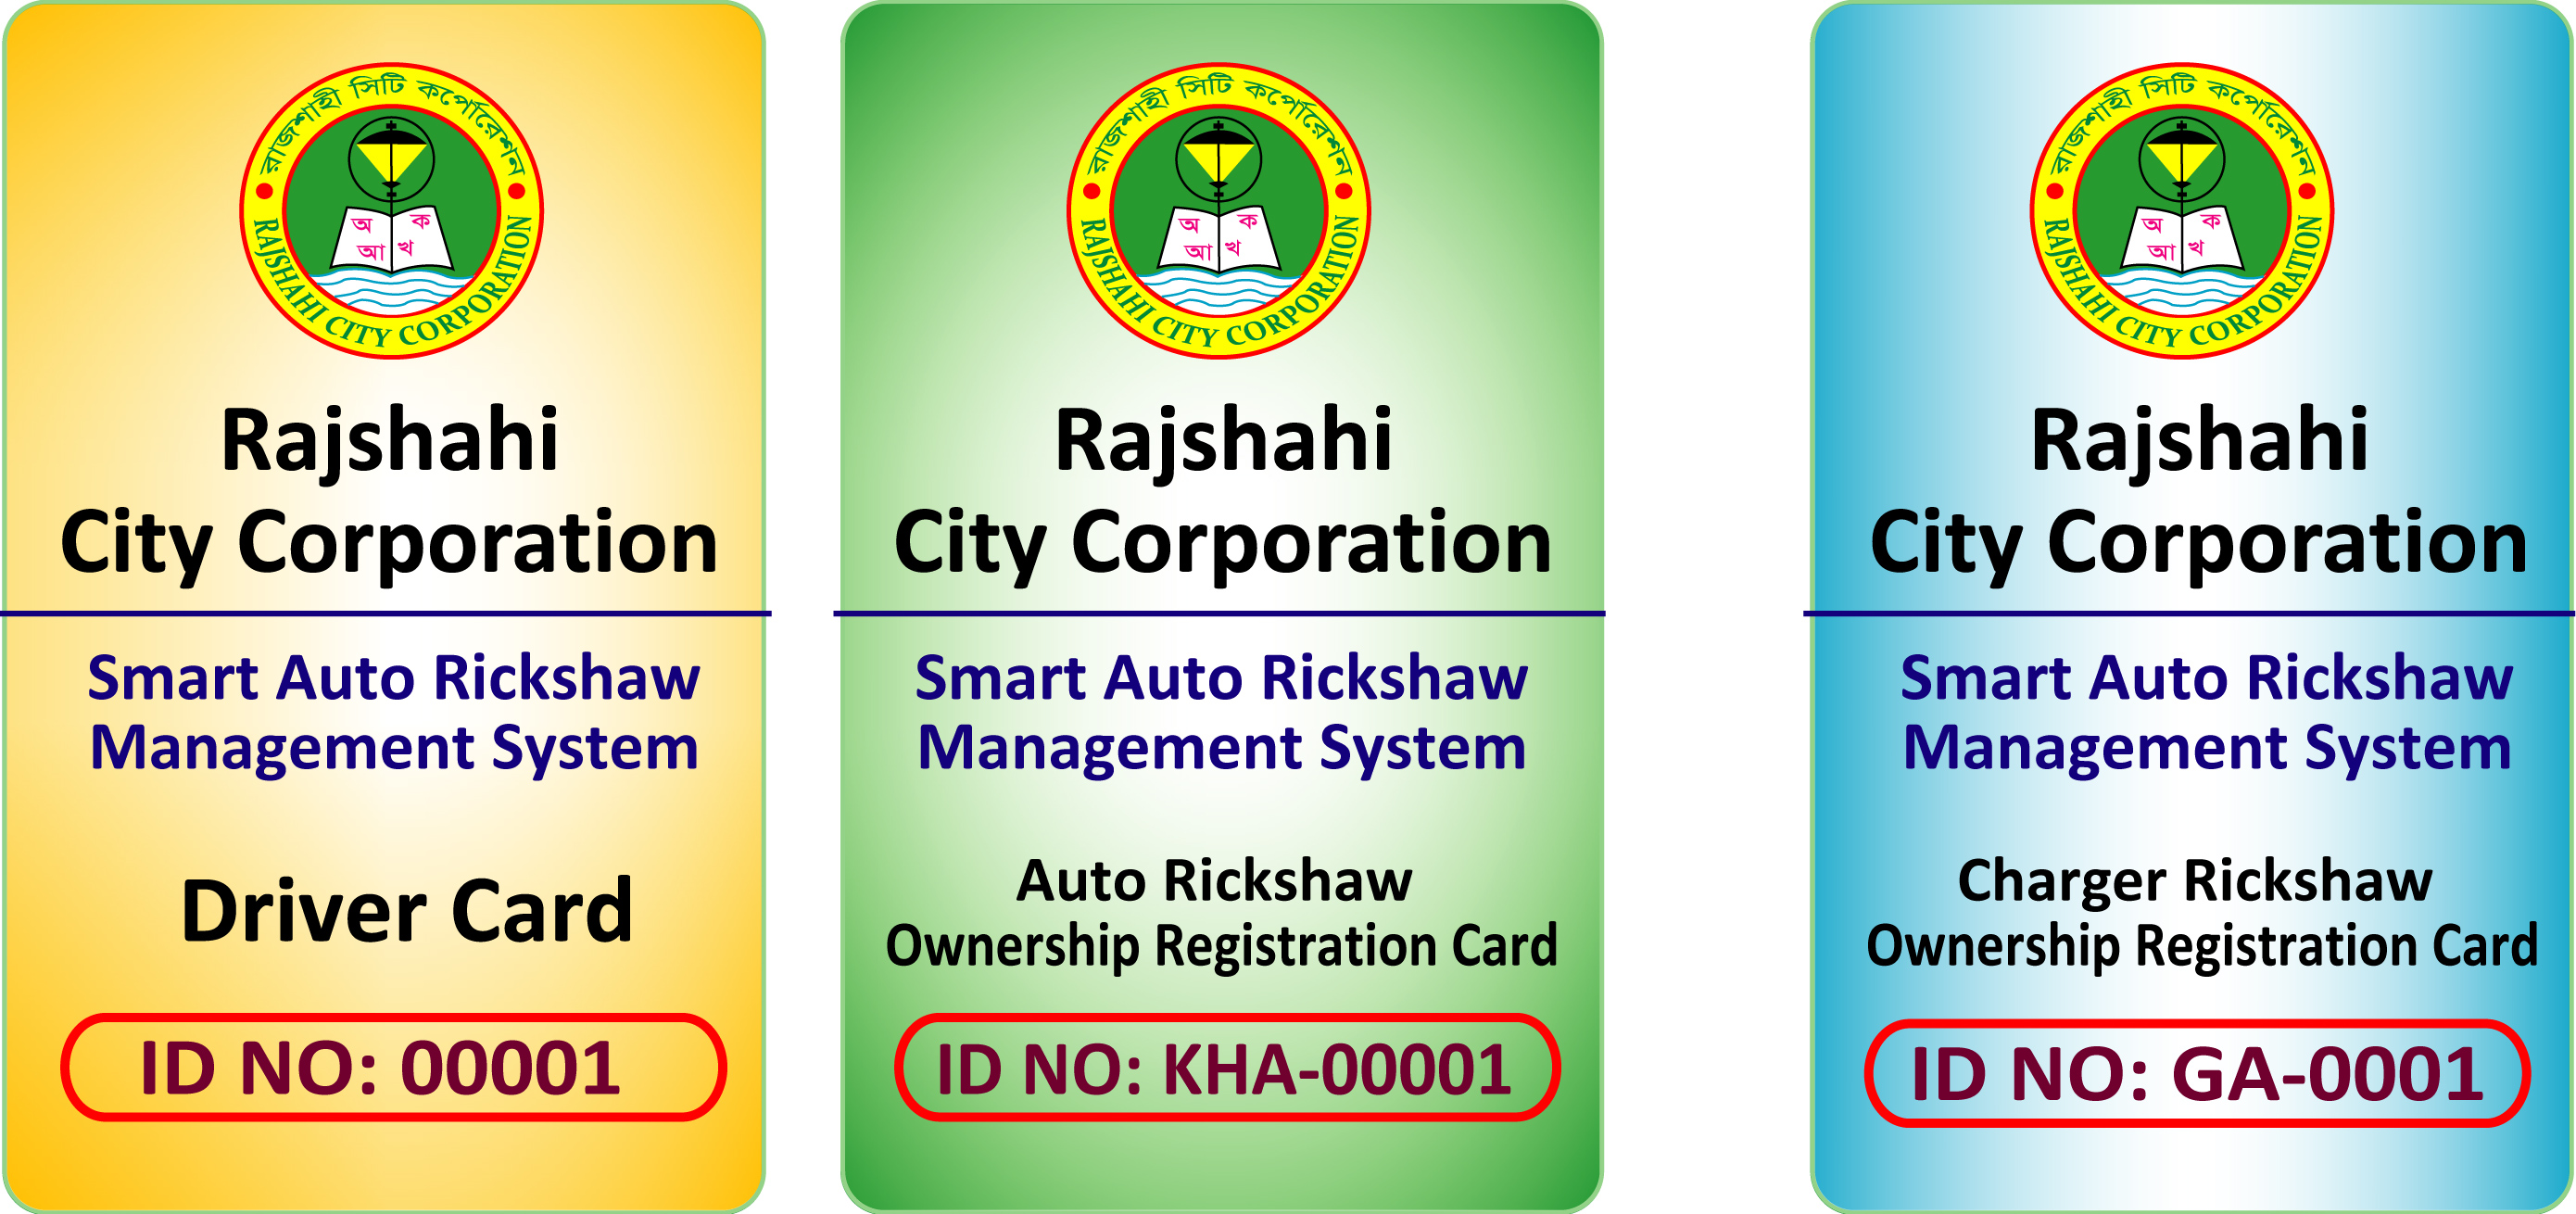 রাজশাহী সিটি কর্পোরেশন
অ ক
আ খ
RAJSHAHI CITY CORPORATION
Rajshahi
City Corporation
Smart Auto Rickshaw
Management System
Driver Card
ID NO: 00001
রাজশাহী সিটি কর্পোরেশন
অ ক
আ খ
RAJSHAHI CITY CORPORATION
Rajshahi
City Corporation
Smart Auto Rickshaw
Management System
Auto Rickshaw
Ownership Registration Card
ID NO: KHA-00001
রাজশাহী সিটি কর্পোরেশন
অ ক
আ খ
RAJSHAHI CITY CORPORATION
Rajshahi
City Corporation
Smart Auto Rickshaw
Management System
Charger Rickshaw
Ownership Registration Card
ID NO: GA-0001